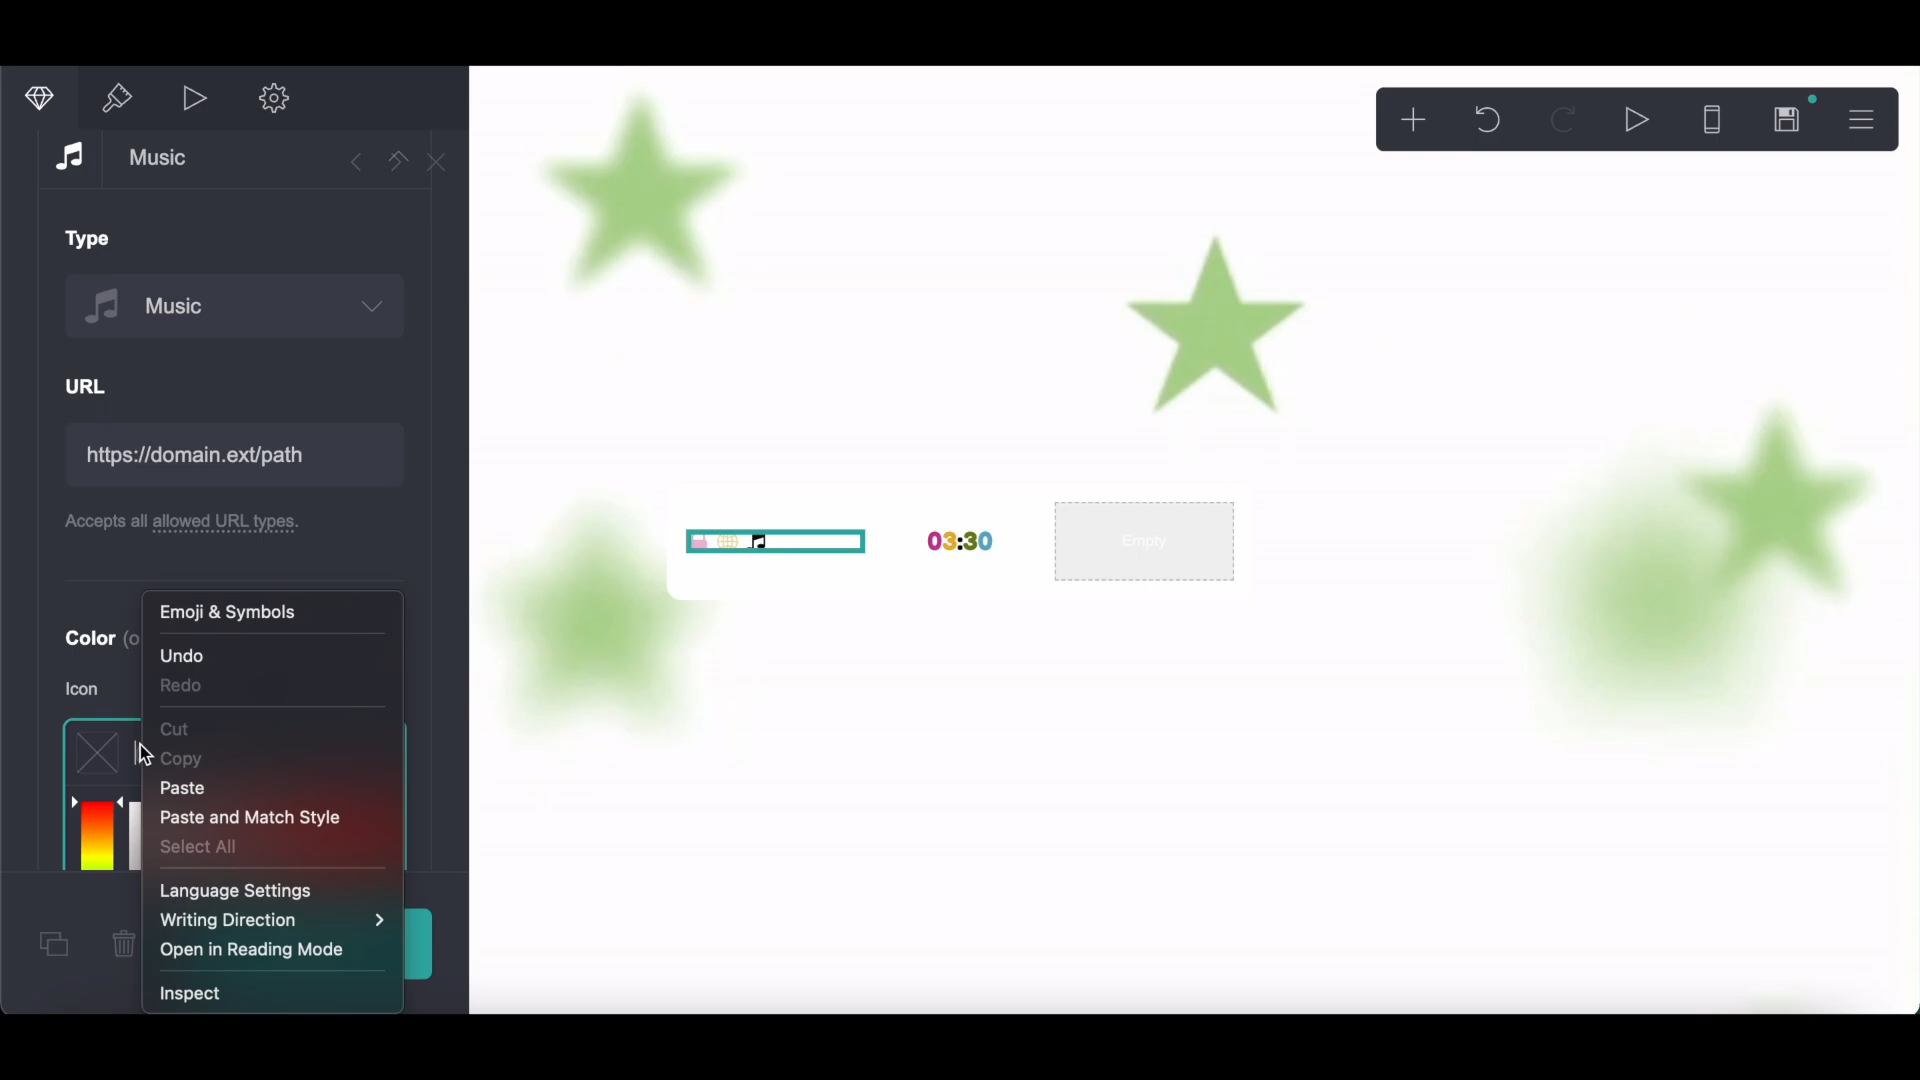 Music
Type
Music
URL
https://domain.ext/path
Accepts all allowed URL types.
Color (o
Icon
Emoji & Symbols
Undo
Redo
Cut
Copy
Paste
Paste and Match Style
Select All
Language Settings
Writing Direction
Open in Reading Mode
Inspect
03:30
Empty